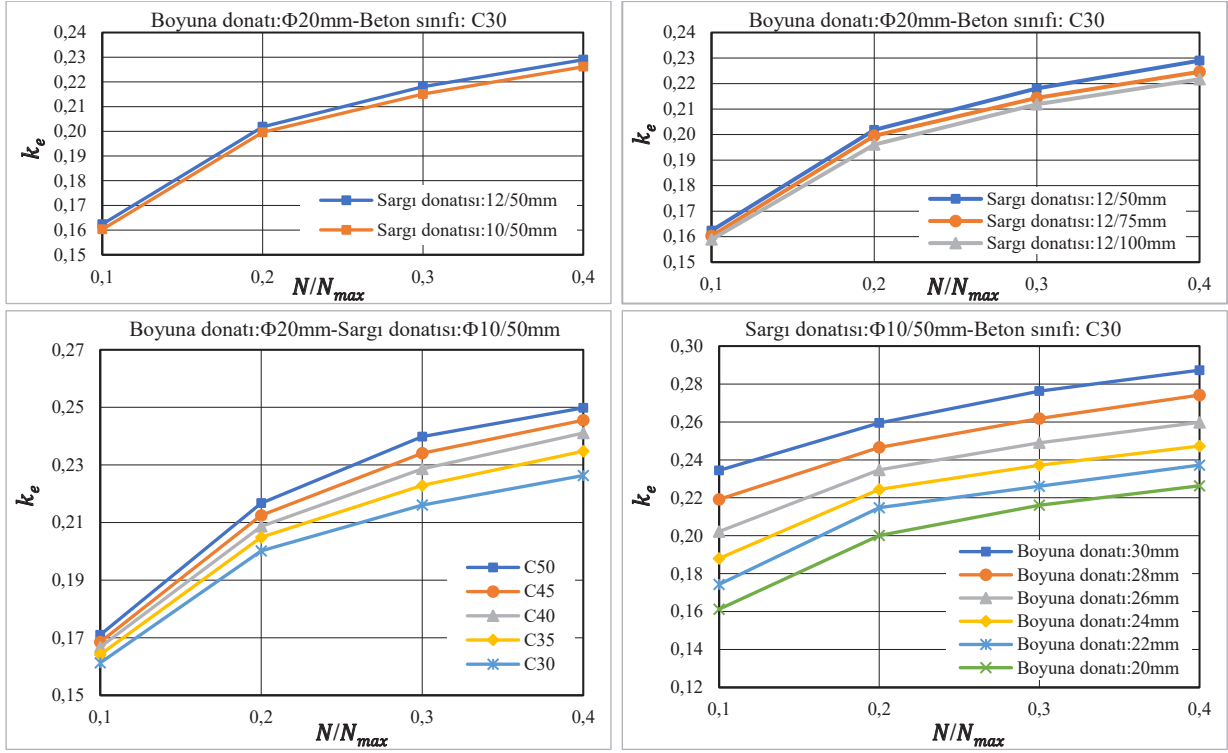 Boyuna donatı:Φ20mm-Beton sınıfı: C30
0,24
0,23
0,22
0,21
0,20
0,19
0,18
0,17
0,16
0,15
k_e
Sargı donatısı:12/50mm
Sargı donatısı:10/50mm
0,1
0,2
0,3
0,4
N/N_max
Boyuna donatı:Φ20mm-Beton sınıfı: C30
0,24
0,23
0,22
0,21
0,20
0,19
0,18
0,17
0,16
0,15
k_e
Sargı donatısı:12/50mm
Sargı donatısı:12/75mm
Sargı donatısı:12/100mm
0,1
0,2
0,3
0,4
N/N_max
Boyuna donatı:Φ20mm-Sargı donatısı:Φ10/50mm
0,27
0,25
0,23
0,21
0,19
0,17
0,15
k_e
C50
C45
C40
C35
C30
0,1
0,2
0,3
0,4
N/N_max
Sargı donatısı:Φ10/50mm-Beton sınıfı: C30
0,30
0,28
0,26
0,24
0,22
0,20
0,18
0,16
0,14
0,12
k_e
Boyuna donatı:30mm
Boyuna donatı:28mm
Boyuna donatı:26mm
Boyuna donatı:24mm
Boyuna donatı:22mm
Boyuna donatı:20mm
0,1
0,2
0,3
0,4
N/N_max